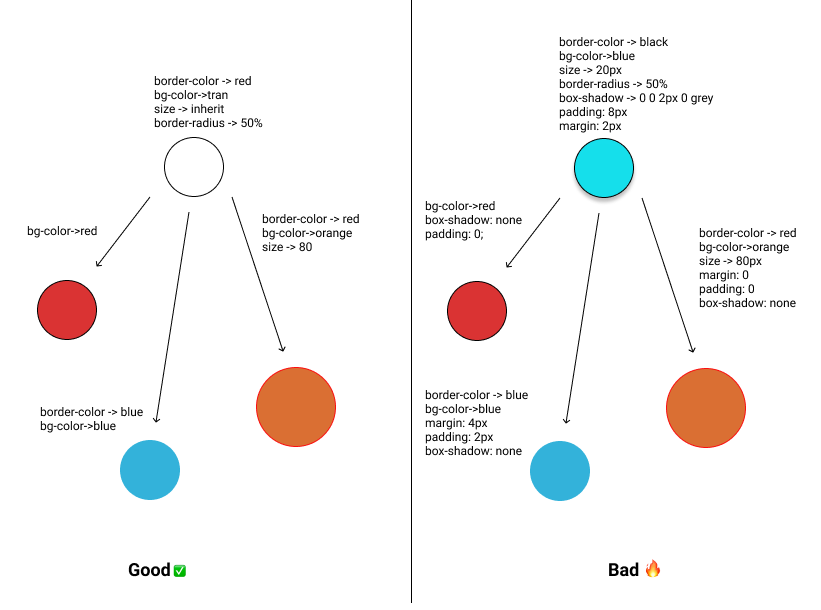 border-color -> red
bg-color->tran
size -> inherit
border-radius -> 50%
bg-color->red
border-color -> red
bg-color->orange
size -> 80
border-color -> blue
bg-color->blue
Good ✅
border-color -> black
bg-color->blue
size -> 20px
border-radius -> 50%
box-shadow -> 0 0 2px 0 grey
padding: 8px
margin: 2px
bg-color->red
box-shadow: none
padding: 0;
border-color -> red
bg-color->orange
size -> 80px
margin: 0
padding: 0
box-shadow: none
border-color -> blue
bg-color->blue
margin: 4px
padding: 2px
box-shadow: none
Bad 🔥